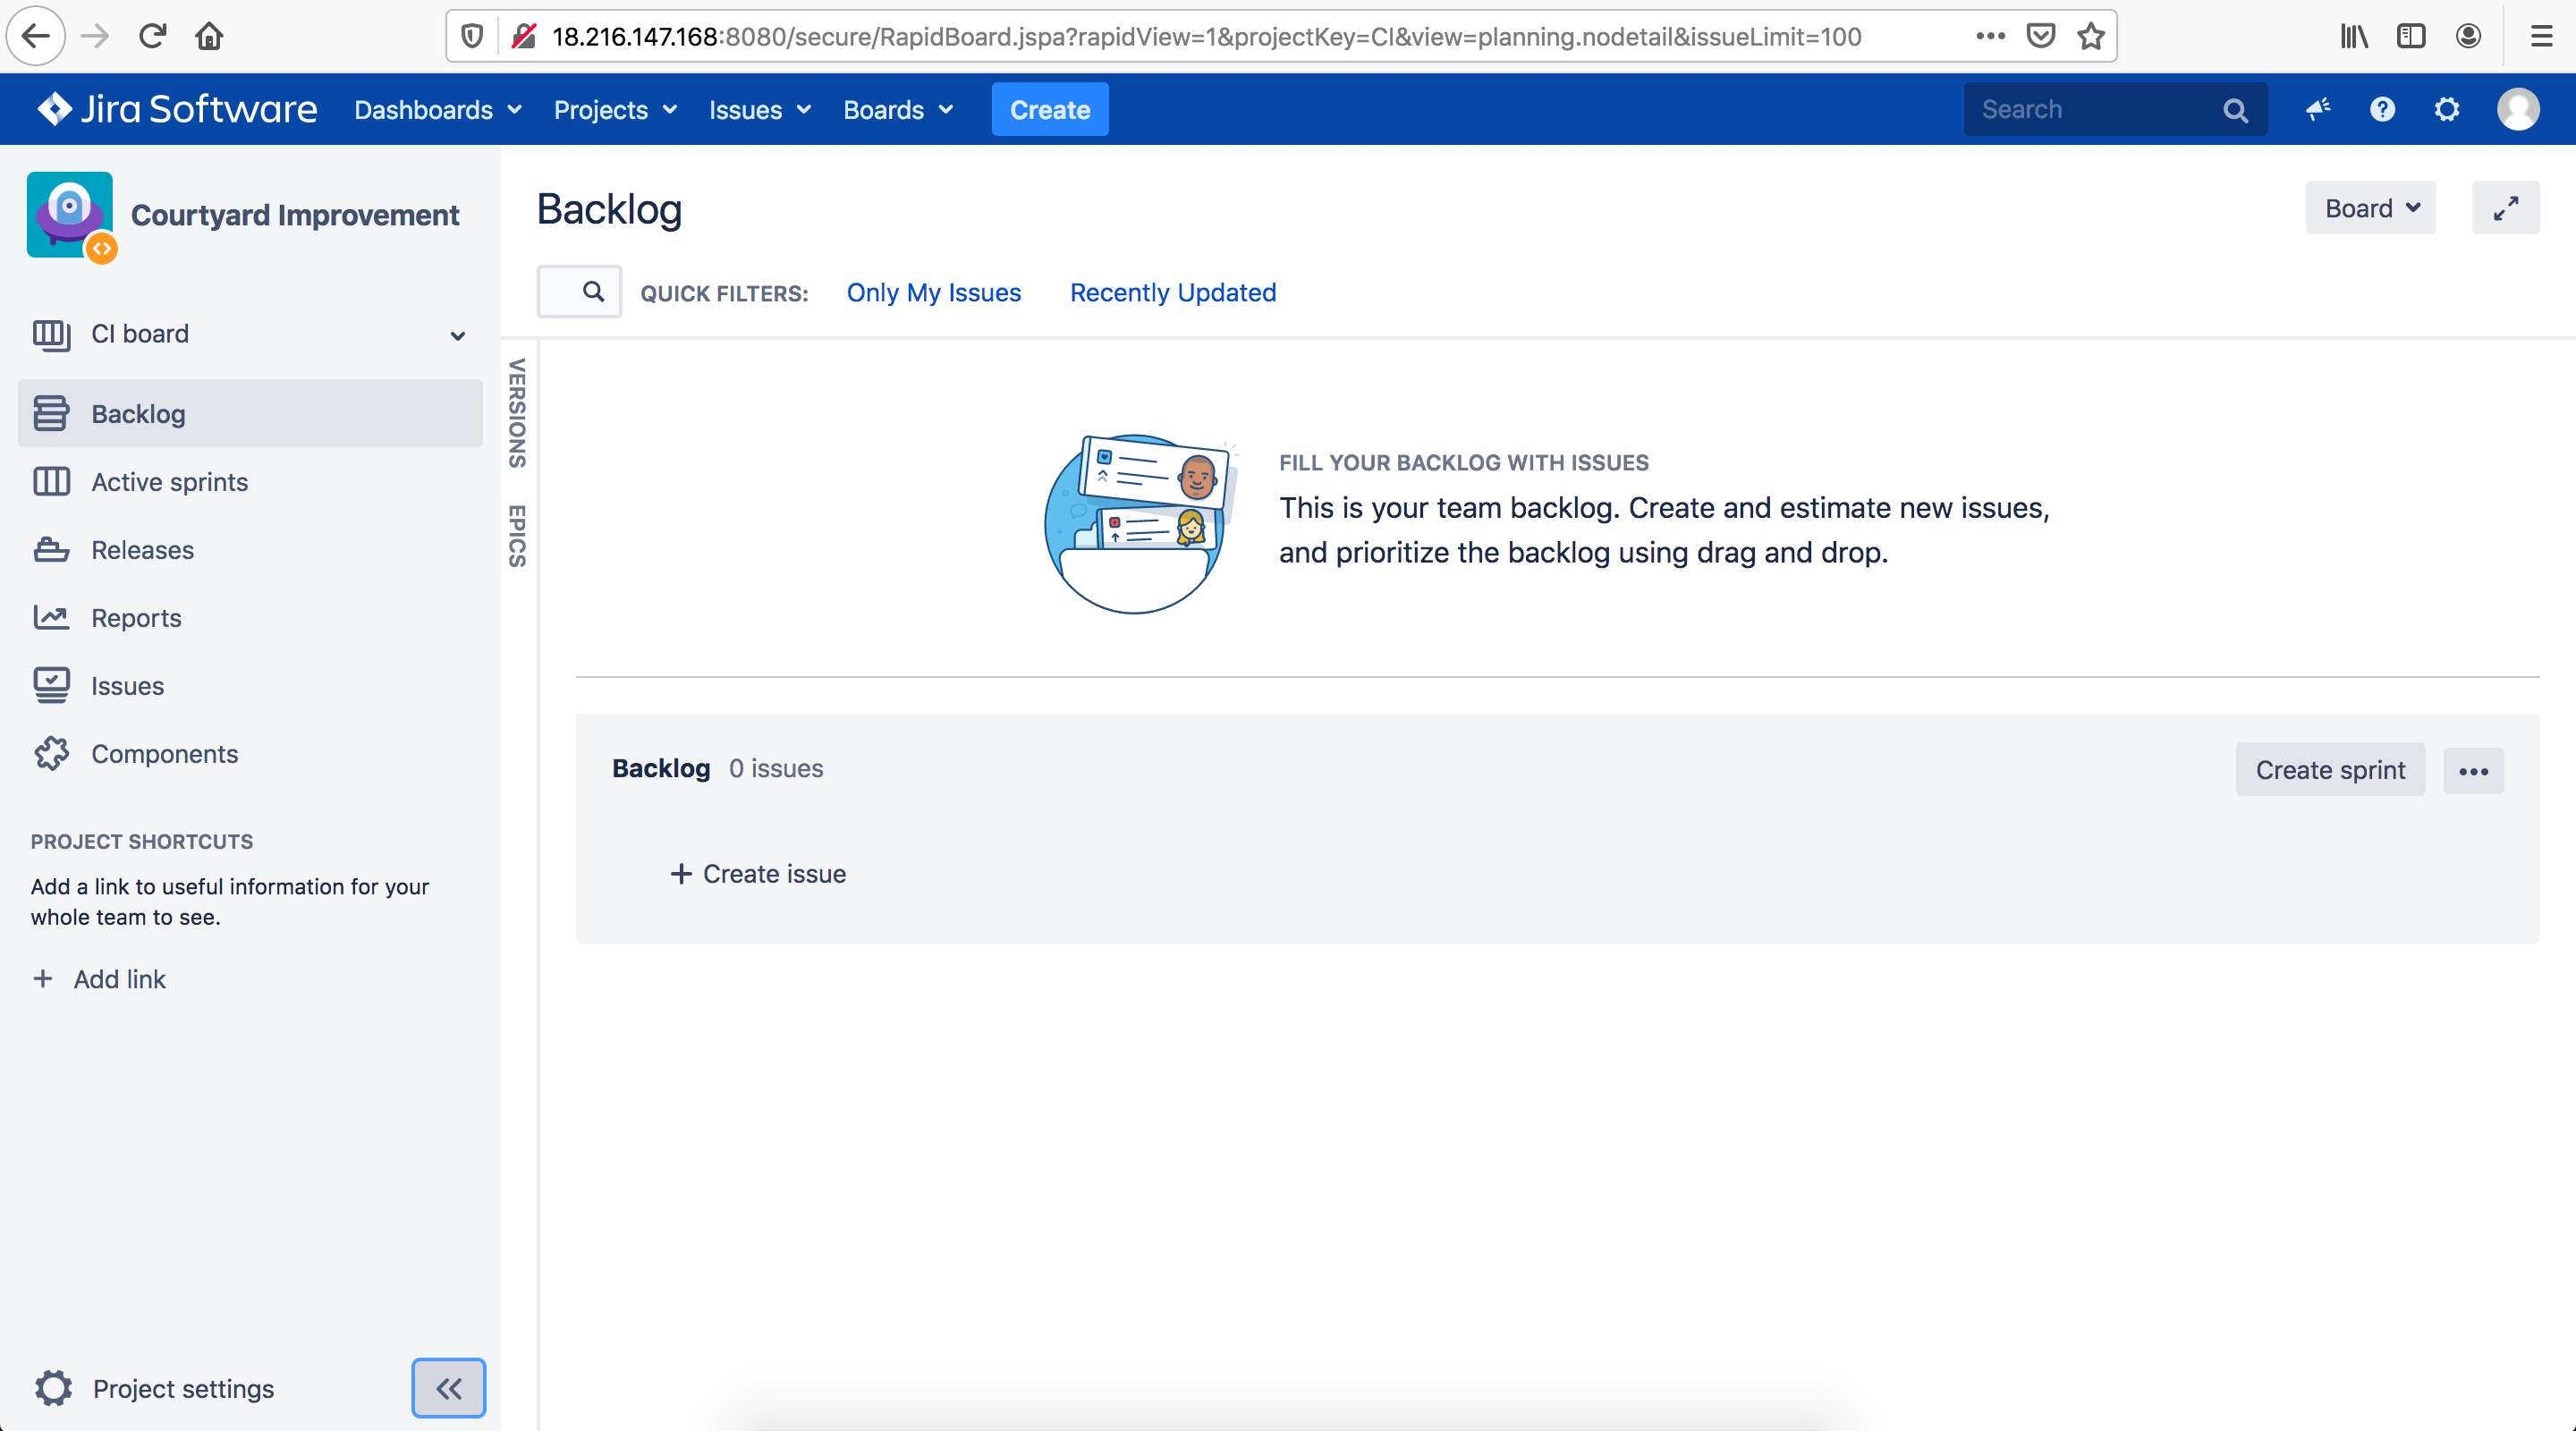 18.216.147.168:8080/secure/RapidBoard.jspa?rapidView=1&projectKey=CI&view=planning.nodetail&issueLimit=100
Jira Software
Dashboards
Projects
Issues
Boards
Create
Search
Courtyard Improvement
CI board
Backlog
Active sprints
Releases
Reports
Issues
Components
PROJECT SHORTCUTS
Add a link to useful information for your
whole team to see.
+ Add link
Project settings
Backlog
Board
QUICK FILTERS:
Only My Issues
Recently Updated
VERSIONS
EPICS
FILL YOUR BACKLOG WITH ISSUES
This is your team backlog. Create and estimate new issues,
and prioritize the backlog using drag and drop.
Backlog 0 issues
Create sprint
+ Create issue